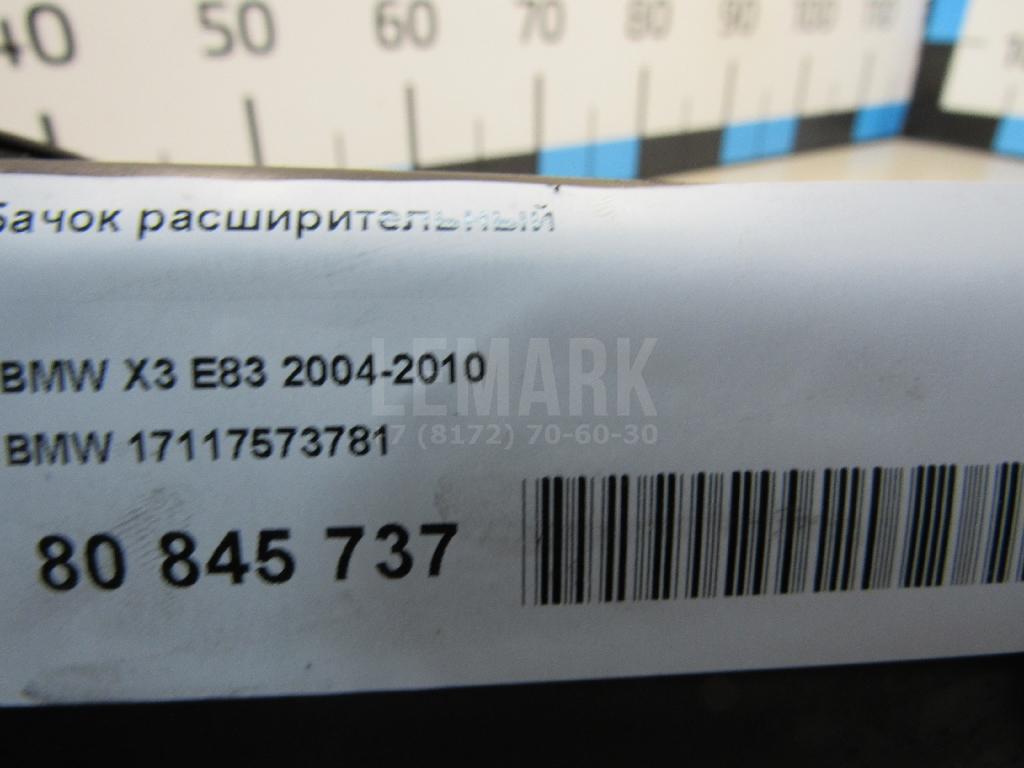 40 50 60 70 80 90 100 110
Бачок расширительный
BMW X3 E83 2004-2010
LEMARK
BMW 17117573781
+7 (8172) 70-60-30
80 845 737